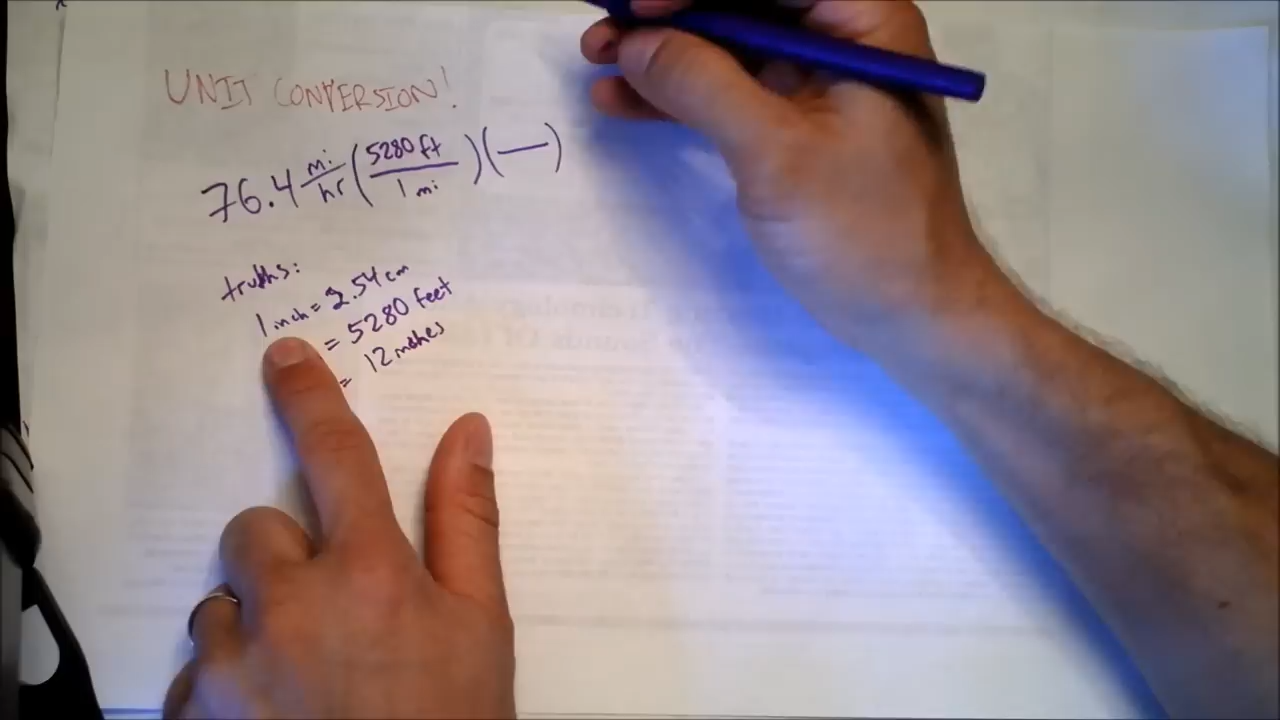 UNIT CONVERSION!
76.4 mi/hr (5280 ft / 1 mi) (—)
truths:
1 inch = 2.54 cm
= 5280 feet
= 12 inches